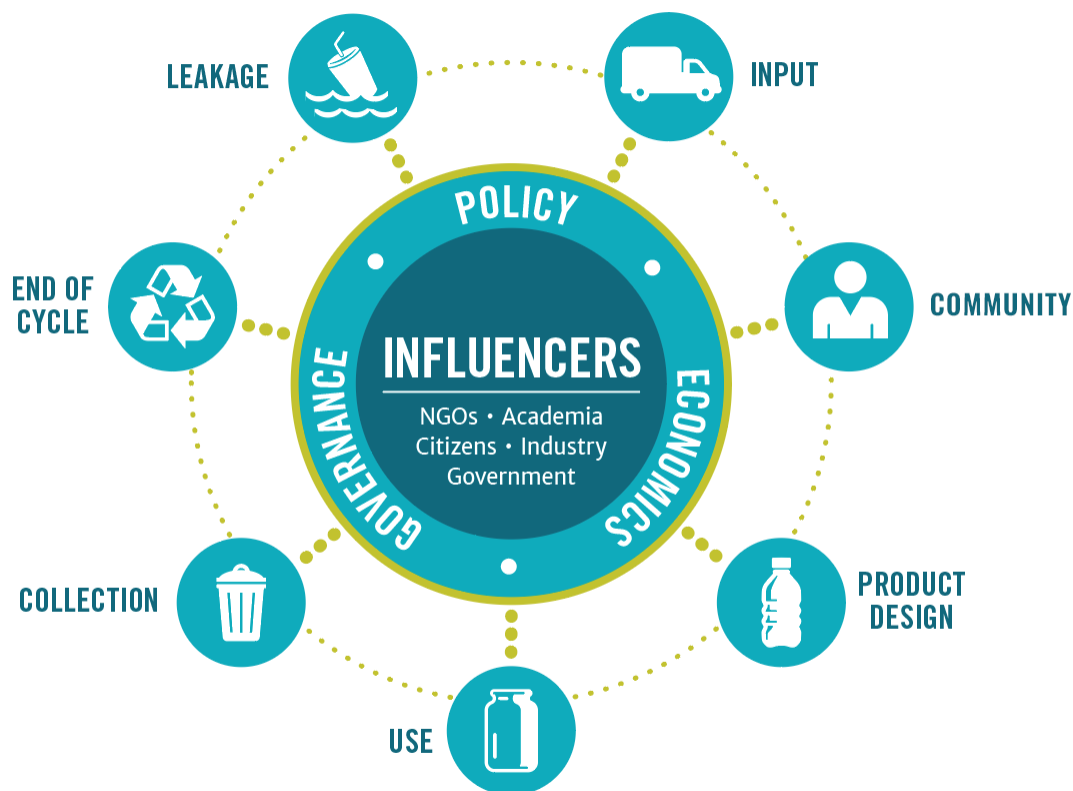 LEAKAGE
INPUT
POLICY
END OF
CYCLE
COMMUNITY
GOVERNANCE
INFLUENCERS
NGOs • Academia
Citizens • Industry
Government
ECONOMICS
COLLECTION
PRODUCT
DESIGN
USE